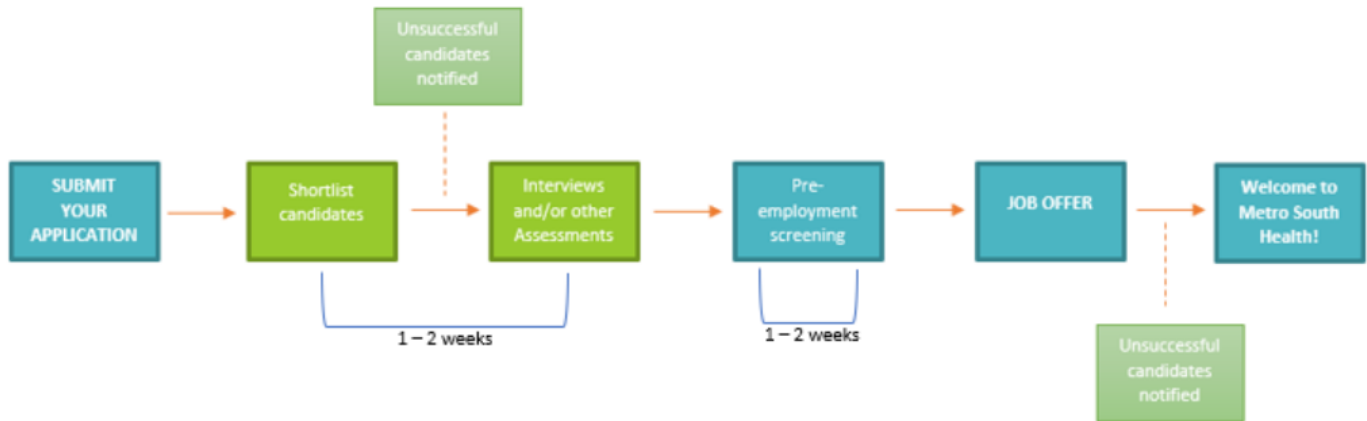 Unsuccessful
candidates
notified
SUBMIT
YOUR
APPLICATION
Shortlist
candidates
Interviews
and/or other
Assessments
Pre-
employment
screening
JOB OFFER
Welcome to
Metro South
Health!
1 – 2 weeks
1 – 2 weeks
Unsuccessful
candidates
notified